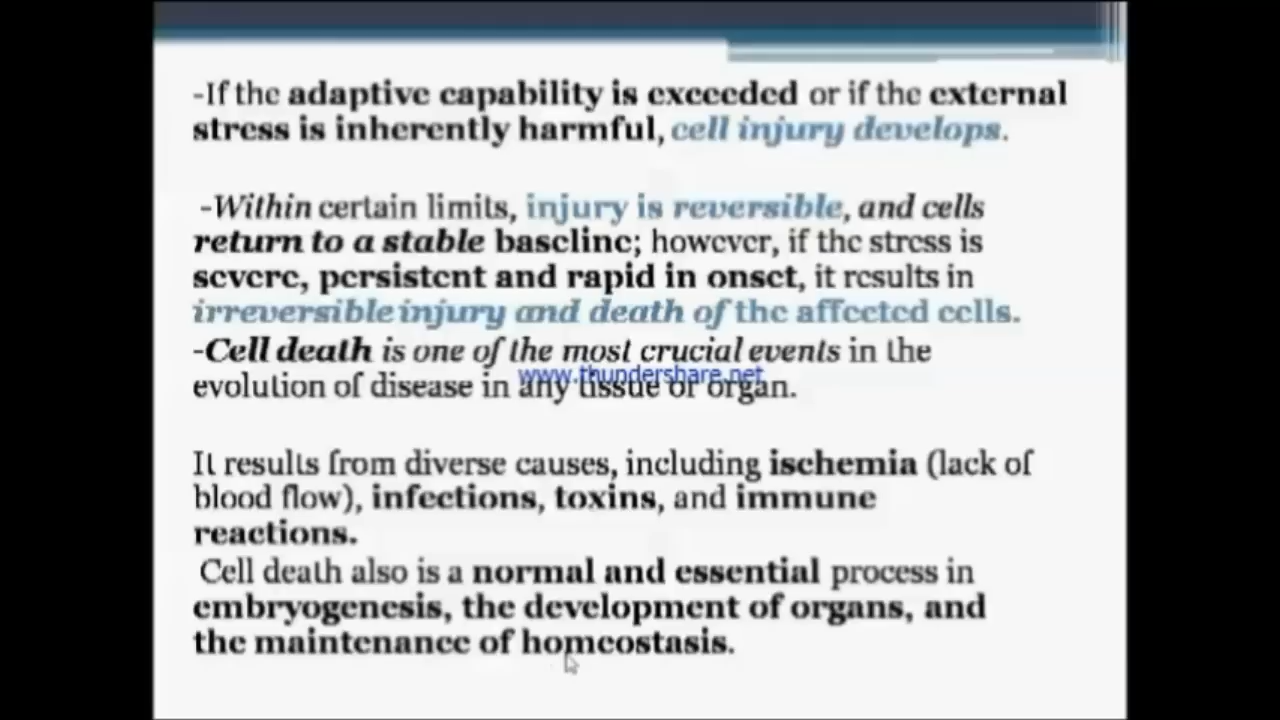 -If the adaptive capability is exceeded or if the external
stress is inherently harmful, cell injury develops.
-Within certain limits, injury is reversible, and cells
return to a stable baseline; however, if the stress is
severe, persistent and rapid in onset, it results in
irreversible injury and death of the affected cells.
-Cell death is one of the most crucial events in the
www.thundershare.net
evolution of disease in any tissue or organ.
It results from diverse causes, including ischemia (lack of
blood flow), infections, toxins, and immune
reactions.
Cell death also is a normal and essential process in
embryogenesis, the development of organs, and
the maintenance of homeostasis.